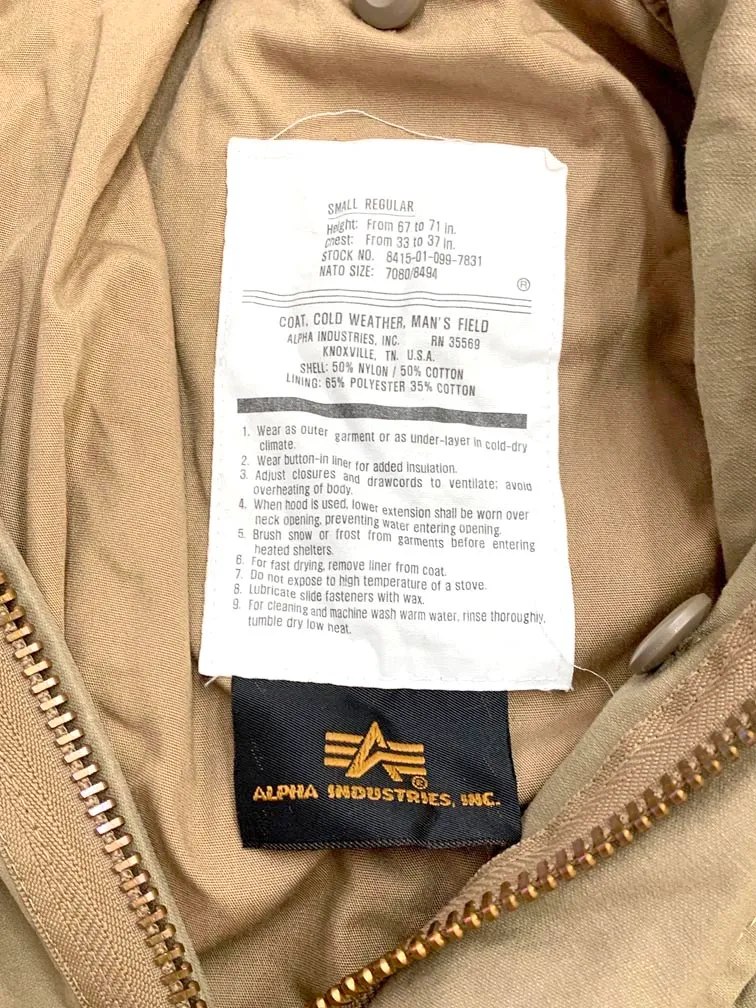 SMALL REGULAR
Height: From 67 to 71 in.
Chest: From 33 to 37 in.
STOCK NO. 8415-01-099-7831
NATO SIZE: 7080/8494
®
COAT, COLD WEATHER, MAN'S FIELD
ALPHA INDUSTRIES, INC. RN 35569
KNOXVILLE, TN. U.S.A.
SHELL: 50% NYLON / 50% COTTON
LINING: 65% POLYESTER 35% COTTON
1. Wear as outer garment or as under-layer in cold-dry
climate.
2. Wear button-in liner for added insulation.
3. Adjust closures and drawcords to ventilate; avoid
overheating of body.
4. When hood is used, lower extension shall be worn over
neck opening, preventing water entering opening.
5. Brush snow or frost from garments before entering
heated shelters.
6. For fast drying, remove liner from coat.
7. Do not expose to high temperature of a stove.
8. Lubricate slide fasteners with wax.
9. For cleaning and machine wash warm water, rinse thoroughly,
tumble dry low heat.
®
ALPHA INDUSTRIES, INC.